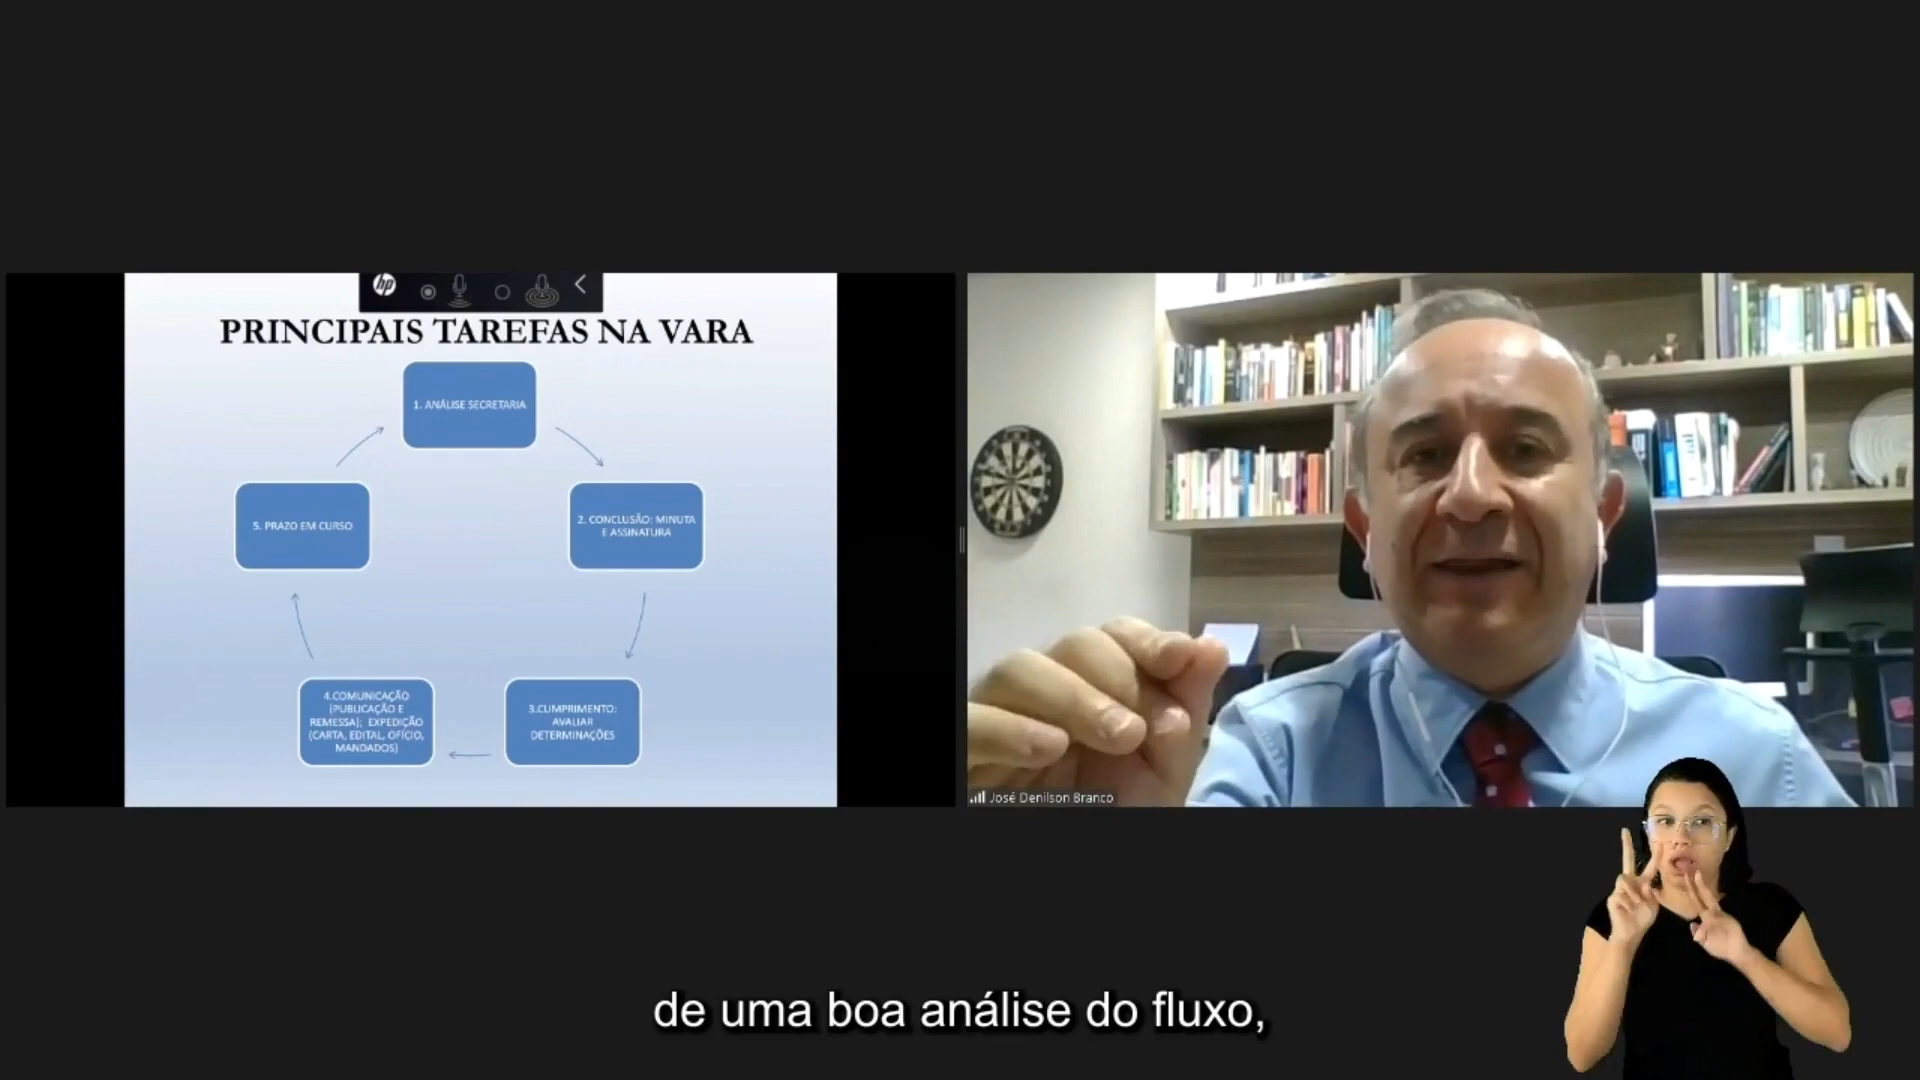 hp
PRINCIPAIS TAREFAS NA VARA
1. ANÁLISE SECRETARIA
2. CONCLUSÃO: MINUTA
E ASSINATURA
3.CUMPRIMENTO:
AVALIAR
DETERMINAÇÕES
4.COMUNICAÇÃO
(PUBLICAÇÃO E
REMESSA); EXPEDIÇÃO
(CARTA, EDITAL, OFÍCIO,
MANDADOS)
5. PRAZO EM CURSO
José Denilson Branco
de uma boa análise do fluxo,